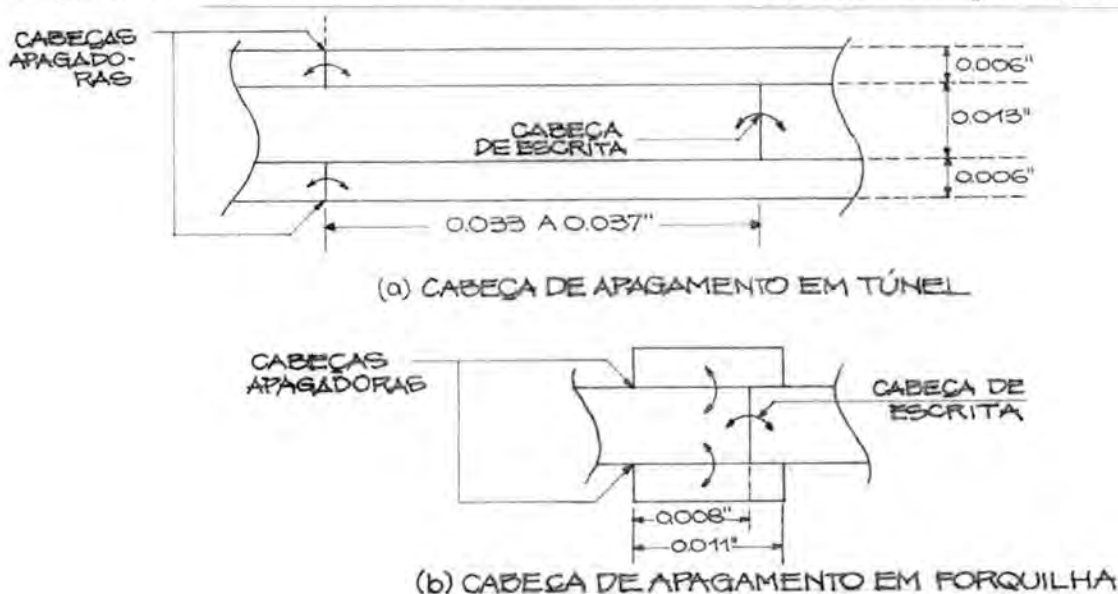 CABEÇAS
APAGADO-
RAS
CABEÇA
DE ESCRITA
0.006"
0.013"
0.006"
0.033 A 0.037"
(a) CABEÇA DE APAGAMENTO EM TÚNEL
CABEÇAS
APAGADORAS
CABEÇA DE
ESCRITA
0.008"
0.011"
(b) CABEÇA DE APAGAMENTO EM FORQUILHA